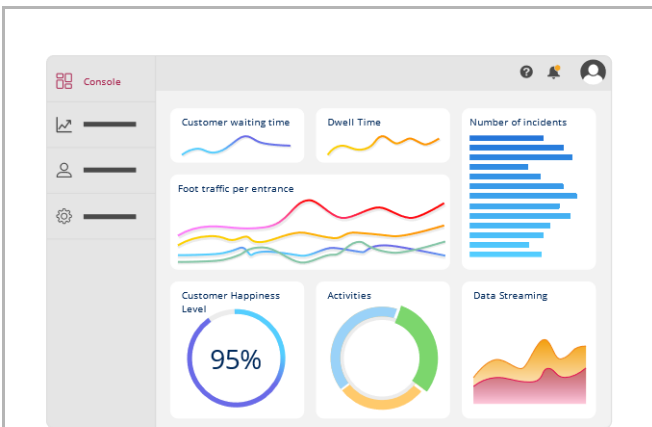 Console
Customer waiting time
Dwell Time
Number of incidents
Foot traffic per entrance
Customer Happiness
Level
95%
Activities
Data Streaming